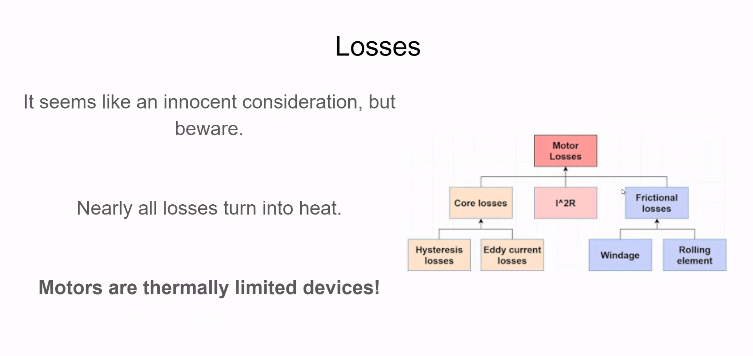 Losses
It seems like an innocent consideration, but
beware.
Nearly all losses turn into heat.
Motors are thermally limited devices!
Motor
Losses
Core losses
I^2R
Frictional
losses
Hysteresis
losses
Eddy current
losses
Windage
Rolling
element